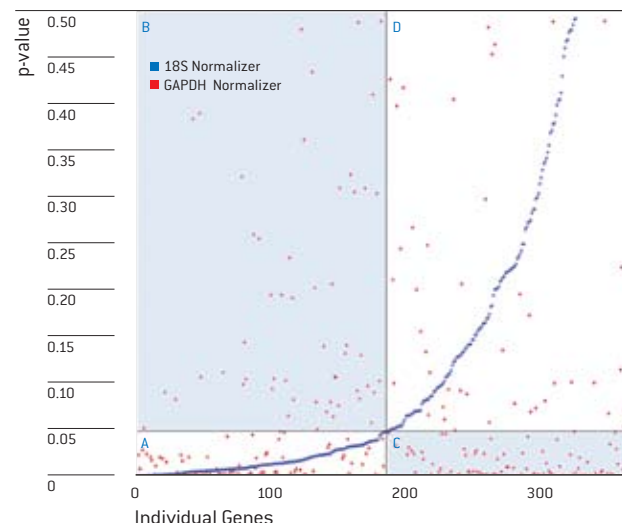 p-value
0.50
0.45
0.40
0.35
0.30
0.25
0.20
0.15
0.10
0.05
0
B
D
18S Normalizer
GAPDH Normalizer
A
C
0
100
200
300
Individual Genes